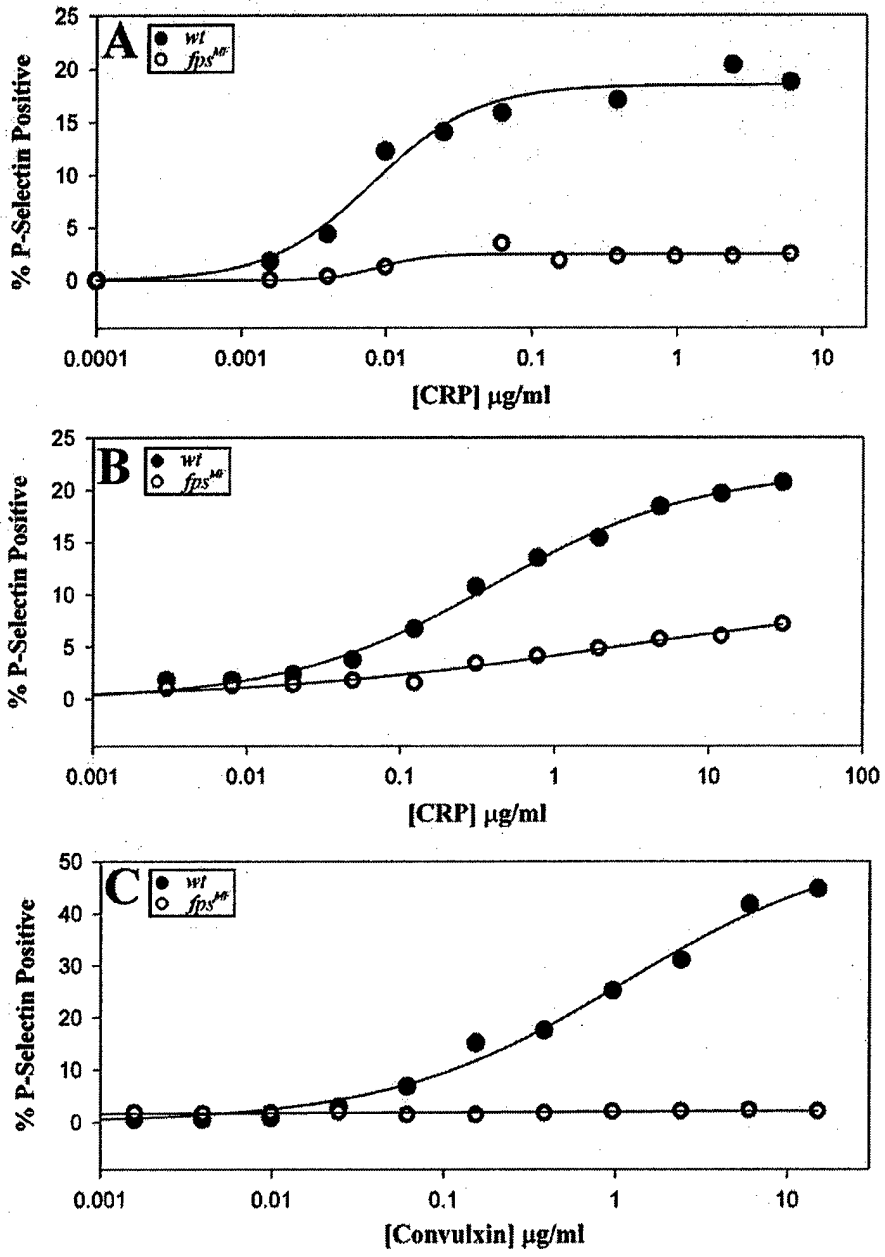 A
wt
fps^MF
% P-Selectin Positive
25
20
15
10
5
0
0.0001
0.001
0.01
0.1
1
10
[CRP] µg/ml
B
wt
fps^MF
% P-Selectin Positive
25
20
15
10
5
0
0.001
0.01
0.1
1
10
100
[CRP] µg/ml
C
wt
fps^MF
% P-Selectin Positive
50
40
30
20
10
0
0.001
0.01
0.1
1
10
[Convulxin] µg/ml